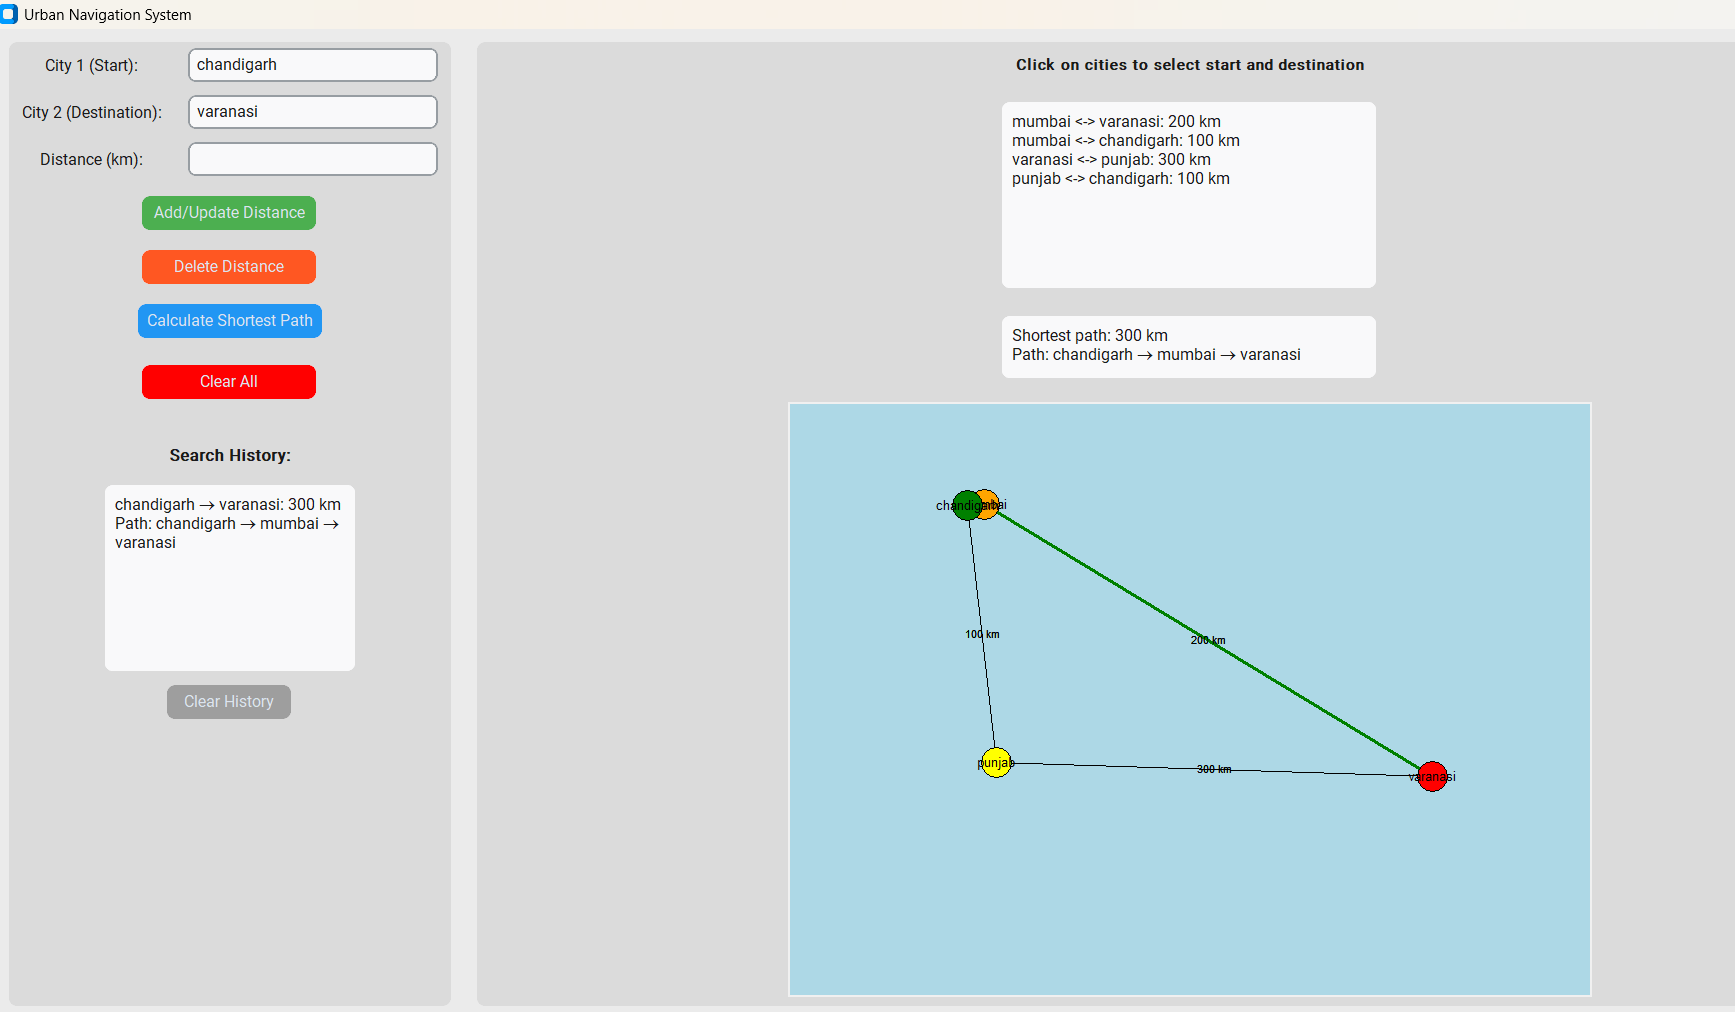 Urban Navigation System
City 1 (Start):
chandigarh
City 2 (Destination):
varanasi
Distance (km):
Add/Update Distance
Delete Distance
Calculate Shortest Path
Clear All
Search History:
chandigarh → varanasi: 300 km
Path: chandigarh → mumbai →
varanasi
Clear History
Click on cities to select start and destination
mumbai <-> varanasi: 200 km
mumbai <-> chandigarh: 100 km
varanasi <-> punjab: 300 km
punjab <-> chandigarh: 100 km
Shortest path: 300 km
Path: chandigarh → mumbai → varanasi
chandigarh
100 km
200 km
punjab
300 km
varanasi